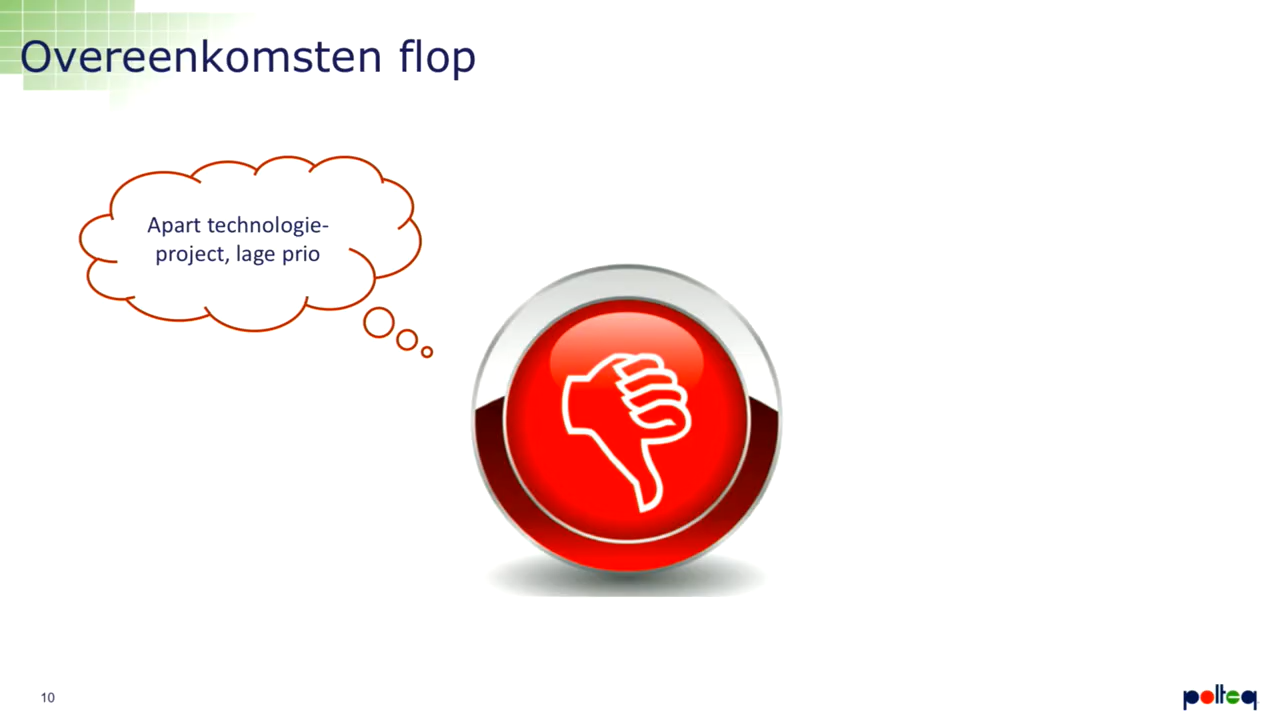 Overeenkomsten flop
Apart technologie-
project, lage prio
10
polteq